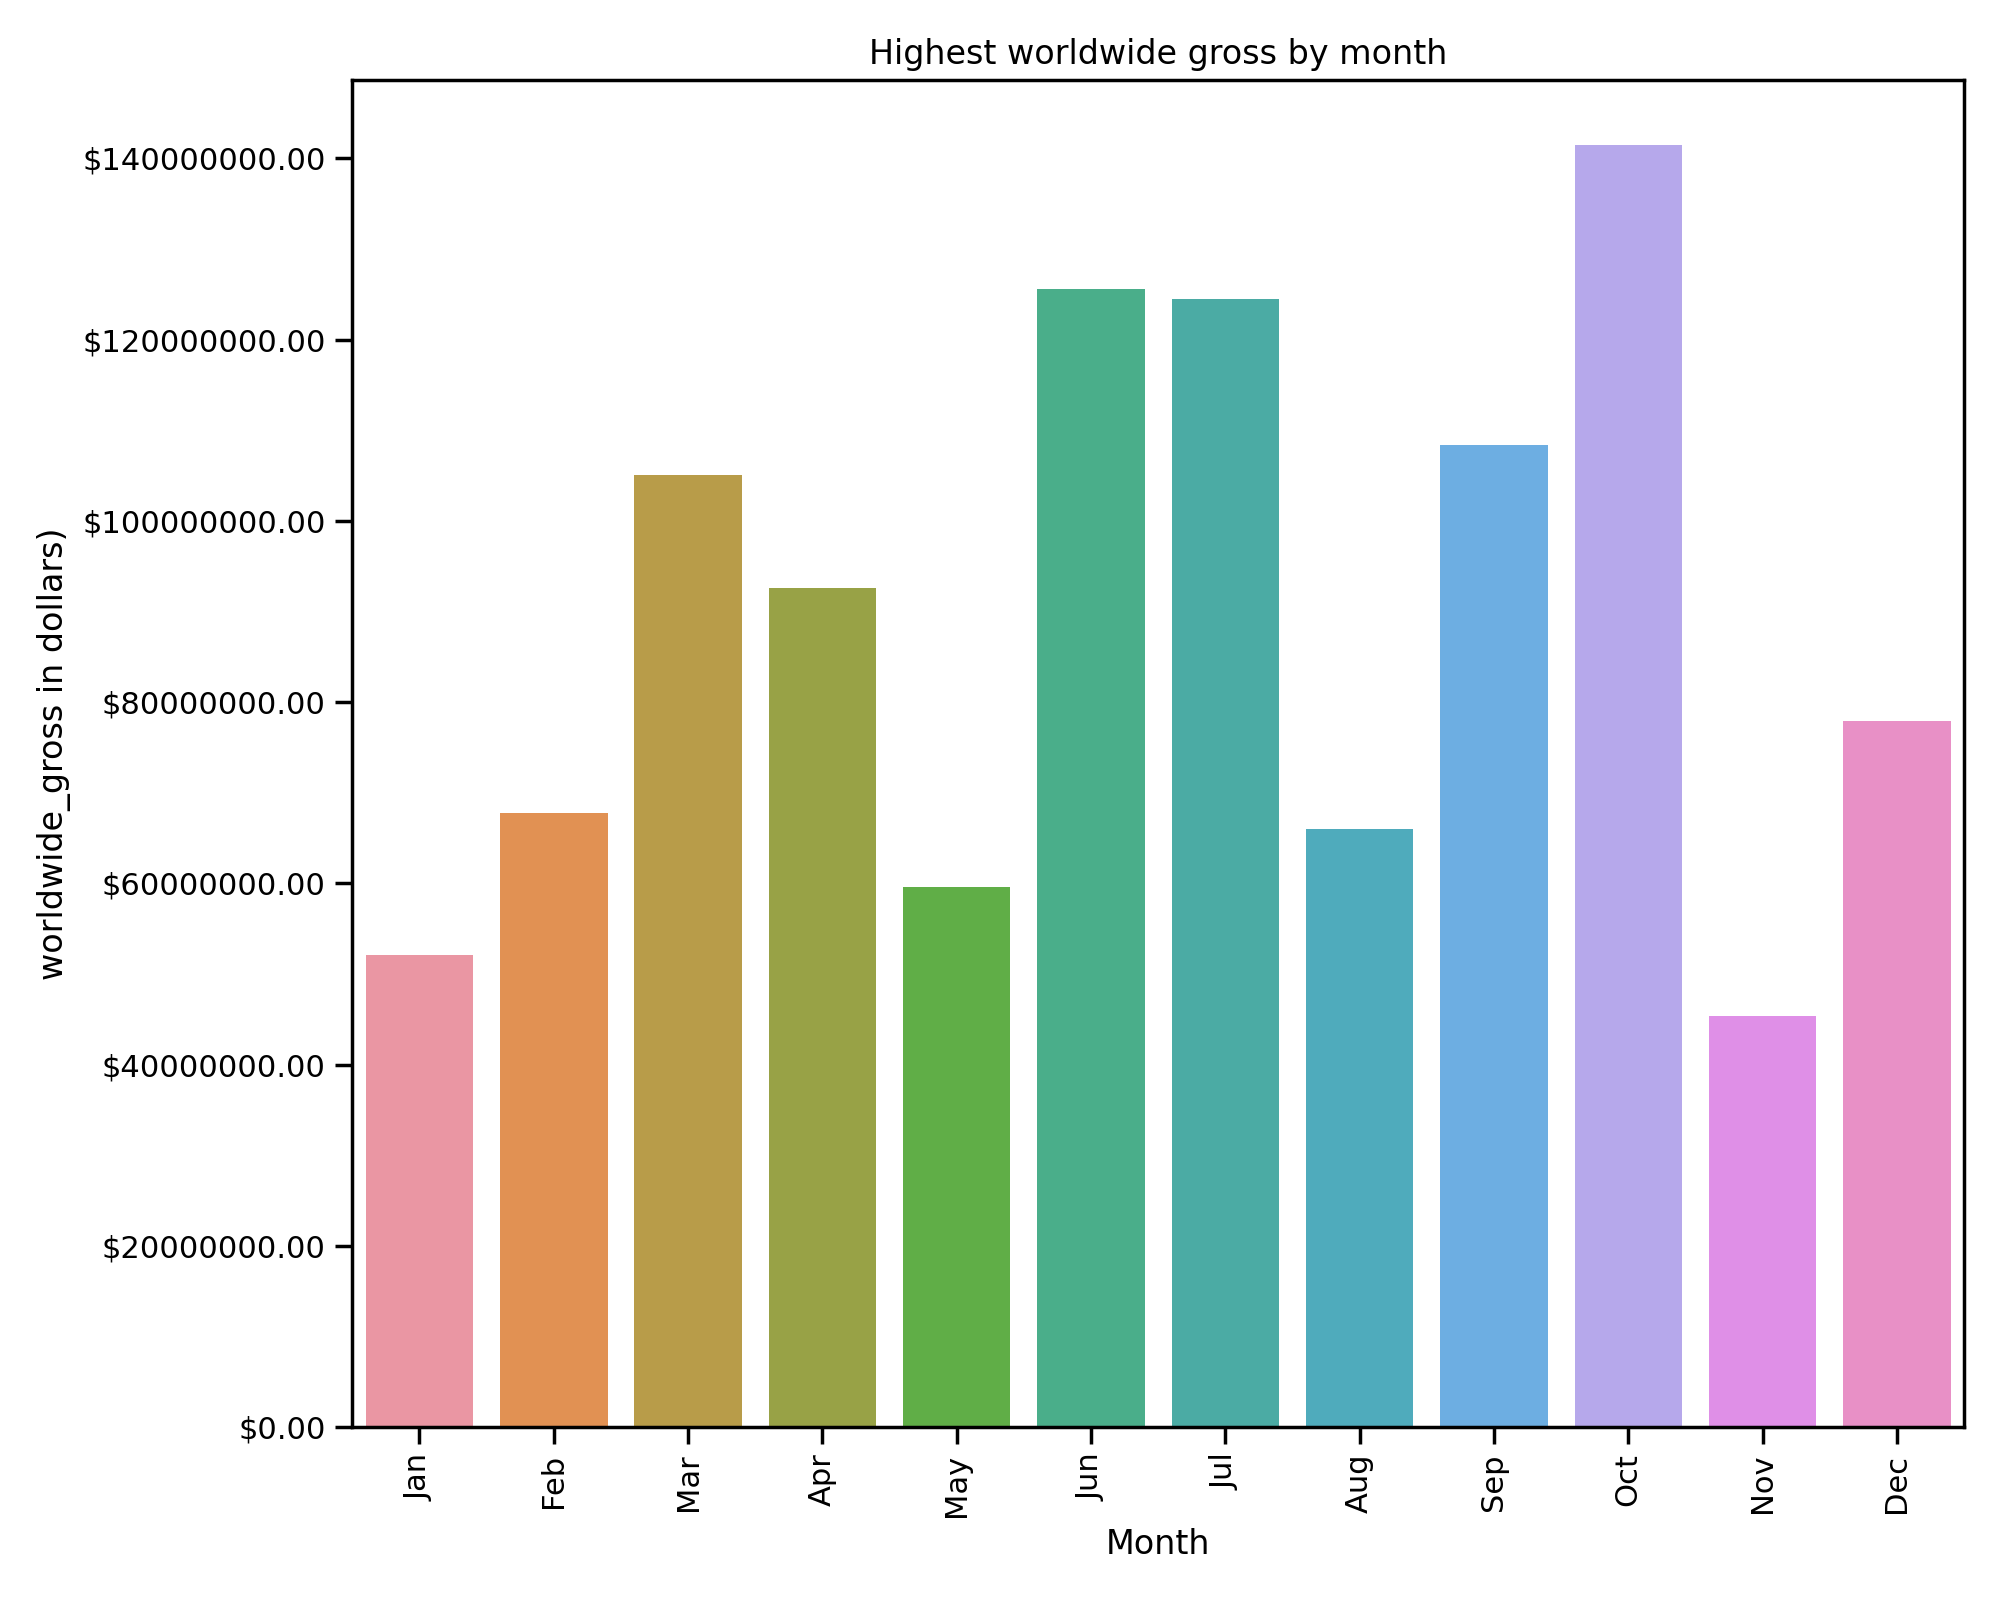 Highest worldwide gross by month
worldwide_gross in dollars)
$140000000.00
$120000000.00
$100000000.00
$80000000.00
$60000000.00
$40000000.00
$20000000.00
$0.00
Jan
Feb
Mar
Apr
May
Jun
Jul
Aug
Sep
Oct
Nov
Dec
Month